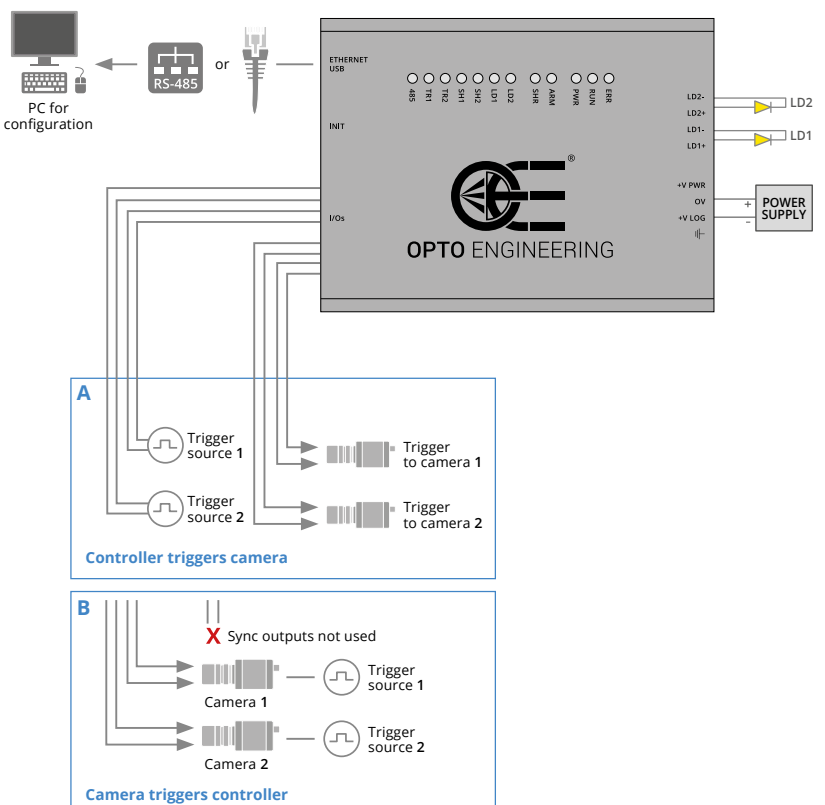 PC for
configuration
RS-485
or
ETHERNET
USB
INIT
I/Os
485
TR1
TR2
SH1
SH2
LD1
LD2
SHR
ARM
PWR
RUN
ERR
OPTO ENGINEERING
®
LD2-
LD2+
LD1-
LD1+
LD2
LD1
+V PWR
OV
+V LOG
+
-
POWER
SUPPLY
A
Trigger
source 1
Trigger
source 2
Trigger
to camera 1
Trigger
to camera 2
Controller triggers camera
B
X Sync outputs not used
Camera 1
Trigger
source 1
Camera 2
Trigger
source 2
Camera triggers controller